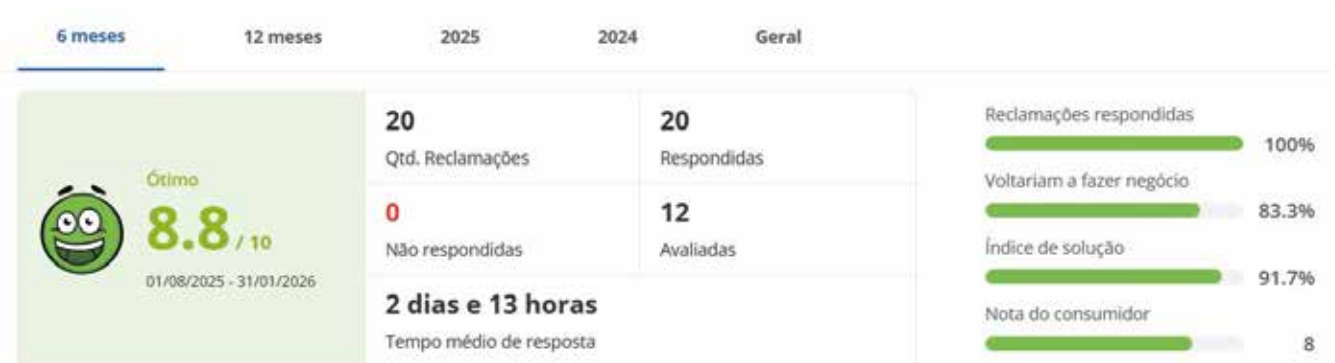 6 meses 12 meses 2025 2024 Geral
Ótimo
8.8 / 10
01/08/2025 - 31/01/2026
20
Qtd. Reclamações
20
Respondidas
0
Não respondidas
12
Avaliadas
2 dias e 13 horas
Tempo médio de resposta
Reclamações respondidas
100%
Voltariam a fazer negócio
83.3%
Índice de solução
91.7%
Nota do consumidor
8